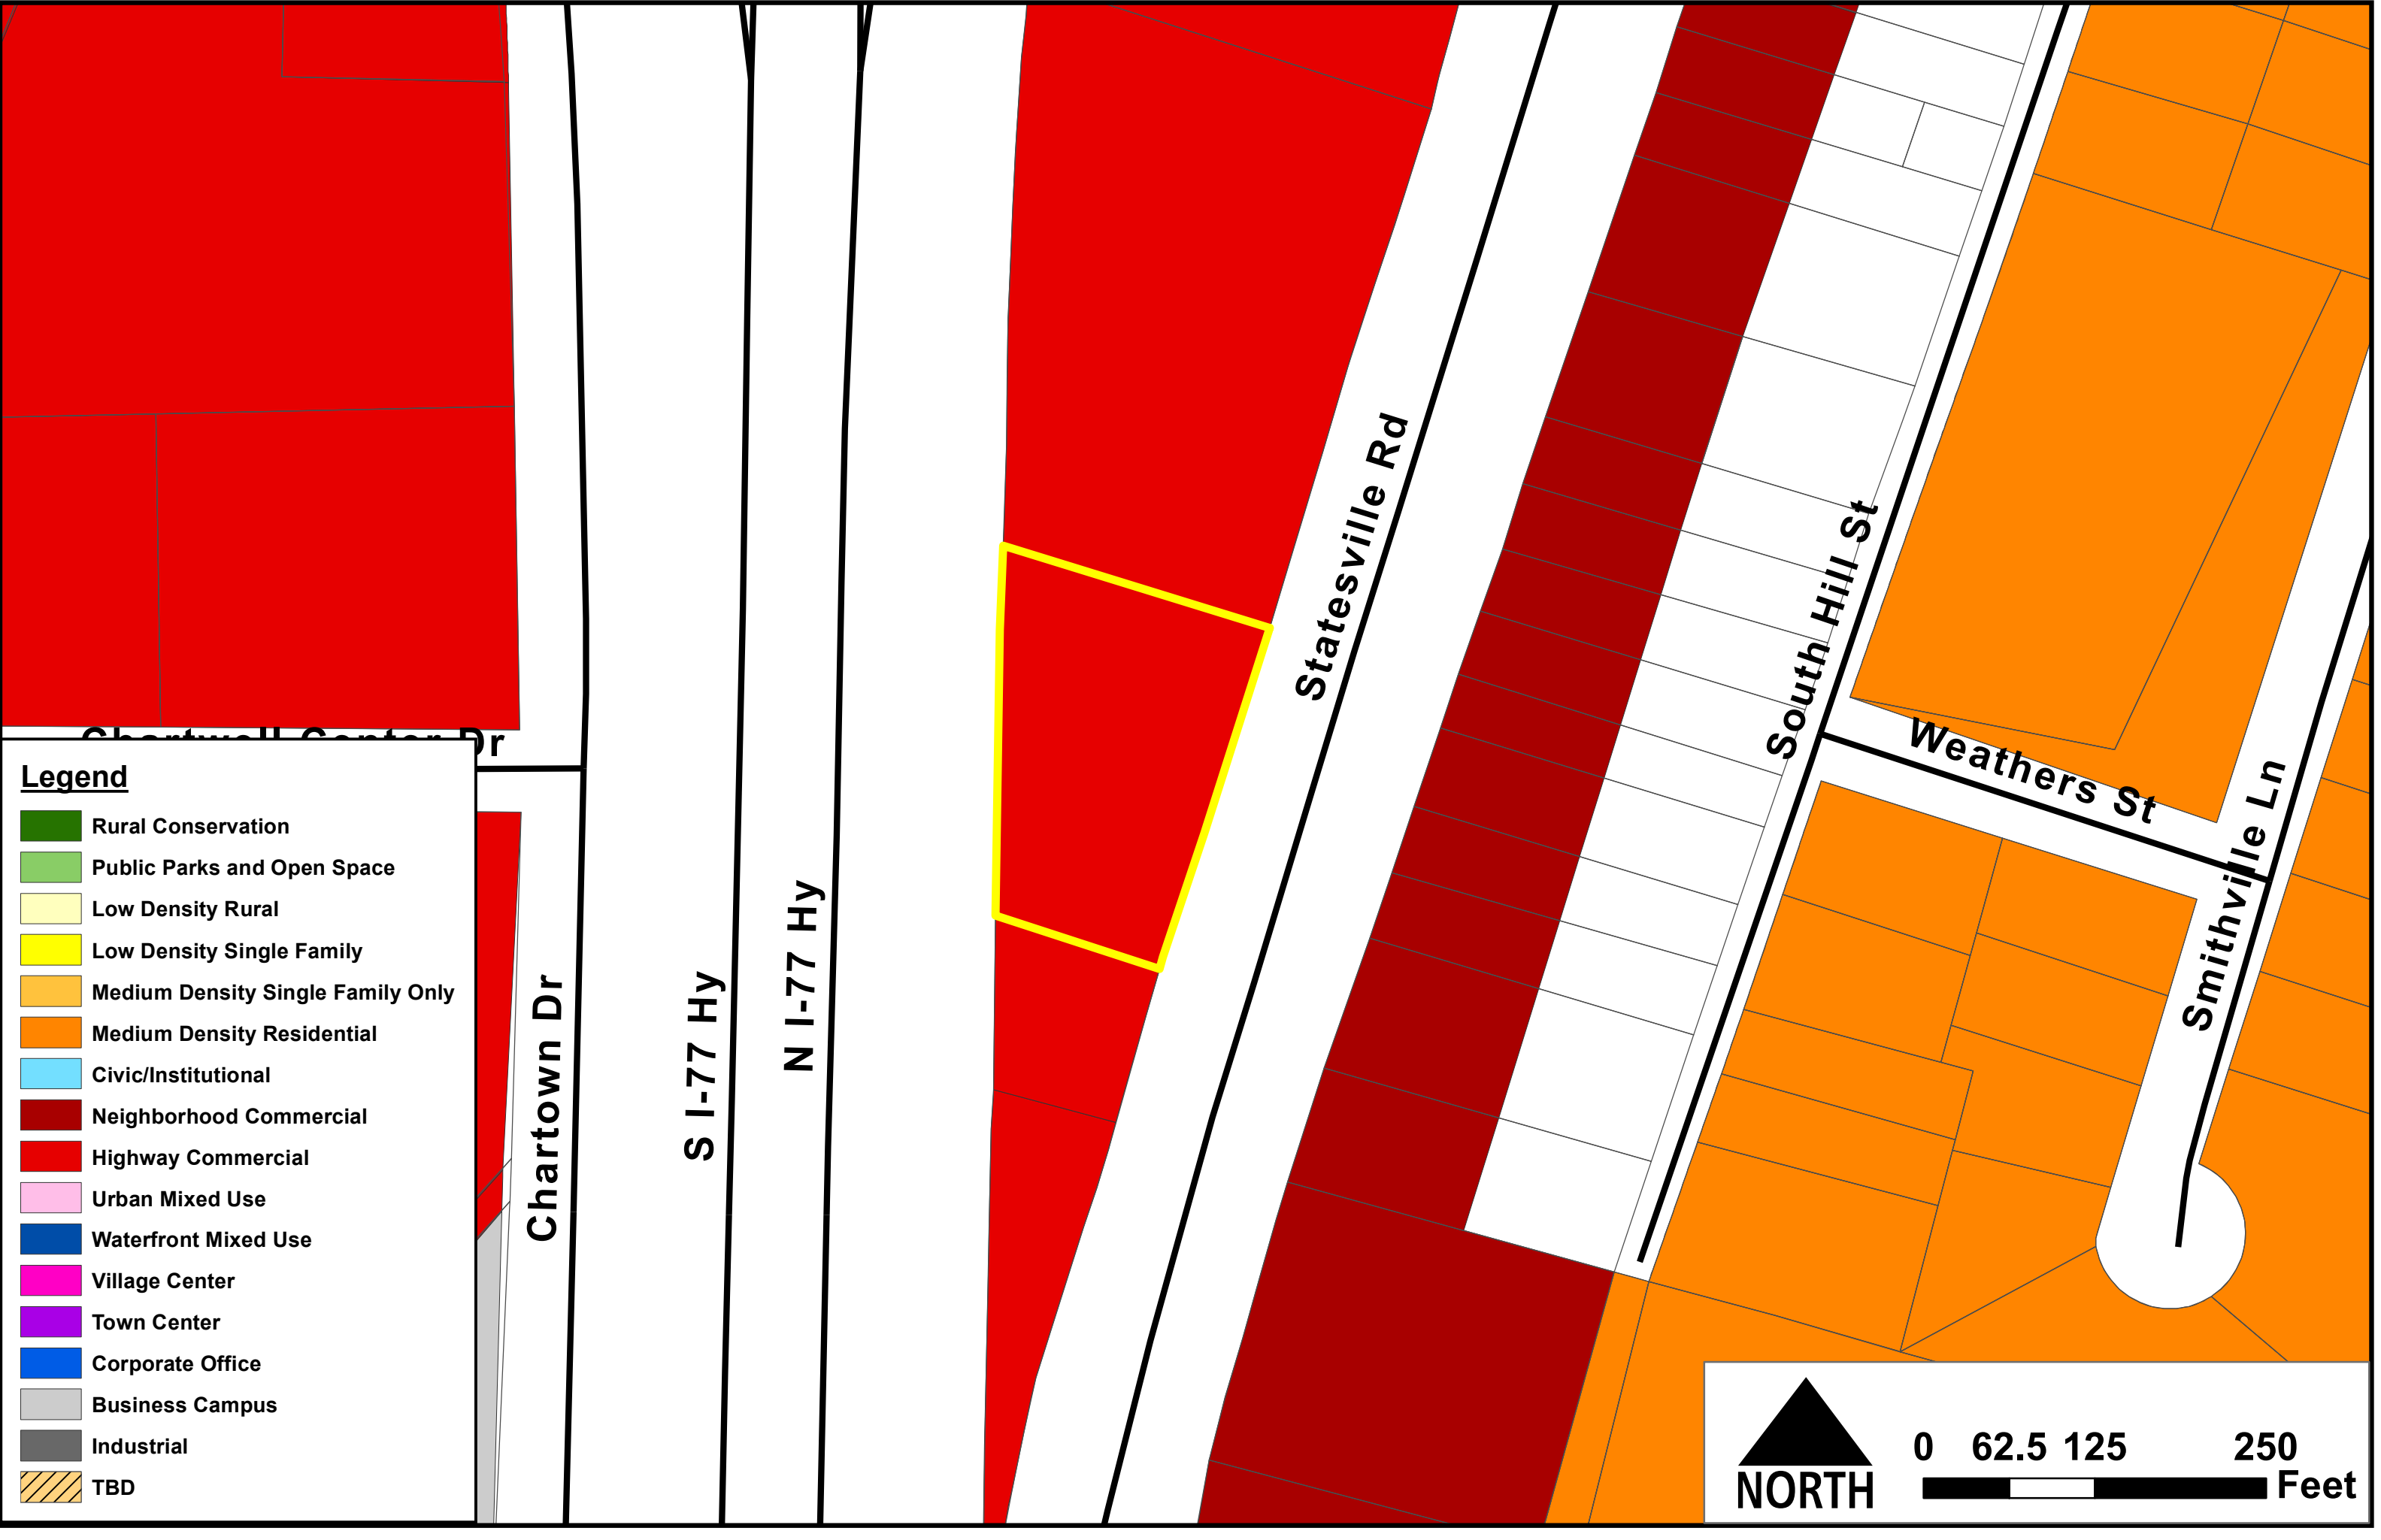 Statesville Rd
South Hill St
Weathers St
Smithville Ln
Chartwell Center Dr
Chartown Dr
S I-77 Hy
N I-77 Hy
Legend
Rural Conservation
Public Parks and Open Space
Low Density Rural
Low Density Single Family
Medium Density Single Family Only
Medium Density Residential
Civic/Institutional
Neighborhood Commercial
Highway Commercial
Urban Mixed Use
Waterfront Mixed Use
Village Center
Town Center
Corporate Office
Business Campus
Industrial
TBD
NORTH
0 62.5 125 250
Feet